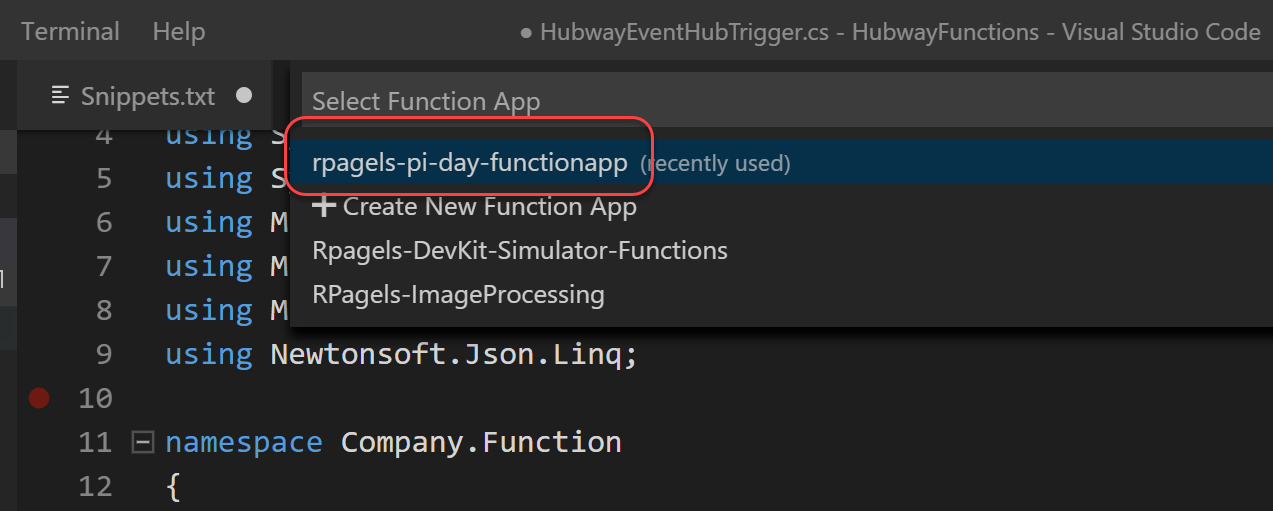 Terminal Help ● HubwayEventHubTrigger.cs - HubwayFunctions - Visual Studio Code
Snippets.txt ●
Select Function App
rpagels-pi-day-functionapp (recently used)
Create New Function App
Rpagels-DevKit-Simulator-Functions
RPagels-ImageProcessing
4 using S
5 using S
6 using M
7 using M
8 using M
9 using Newtonsoft.Json.Linq;
10
11 namespace Company.Function
12 {